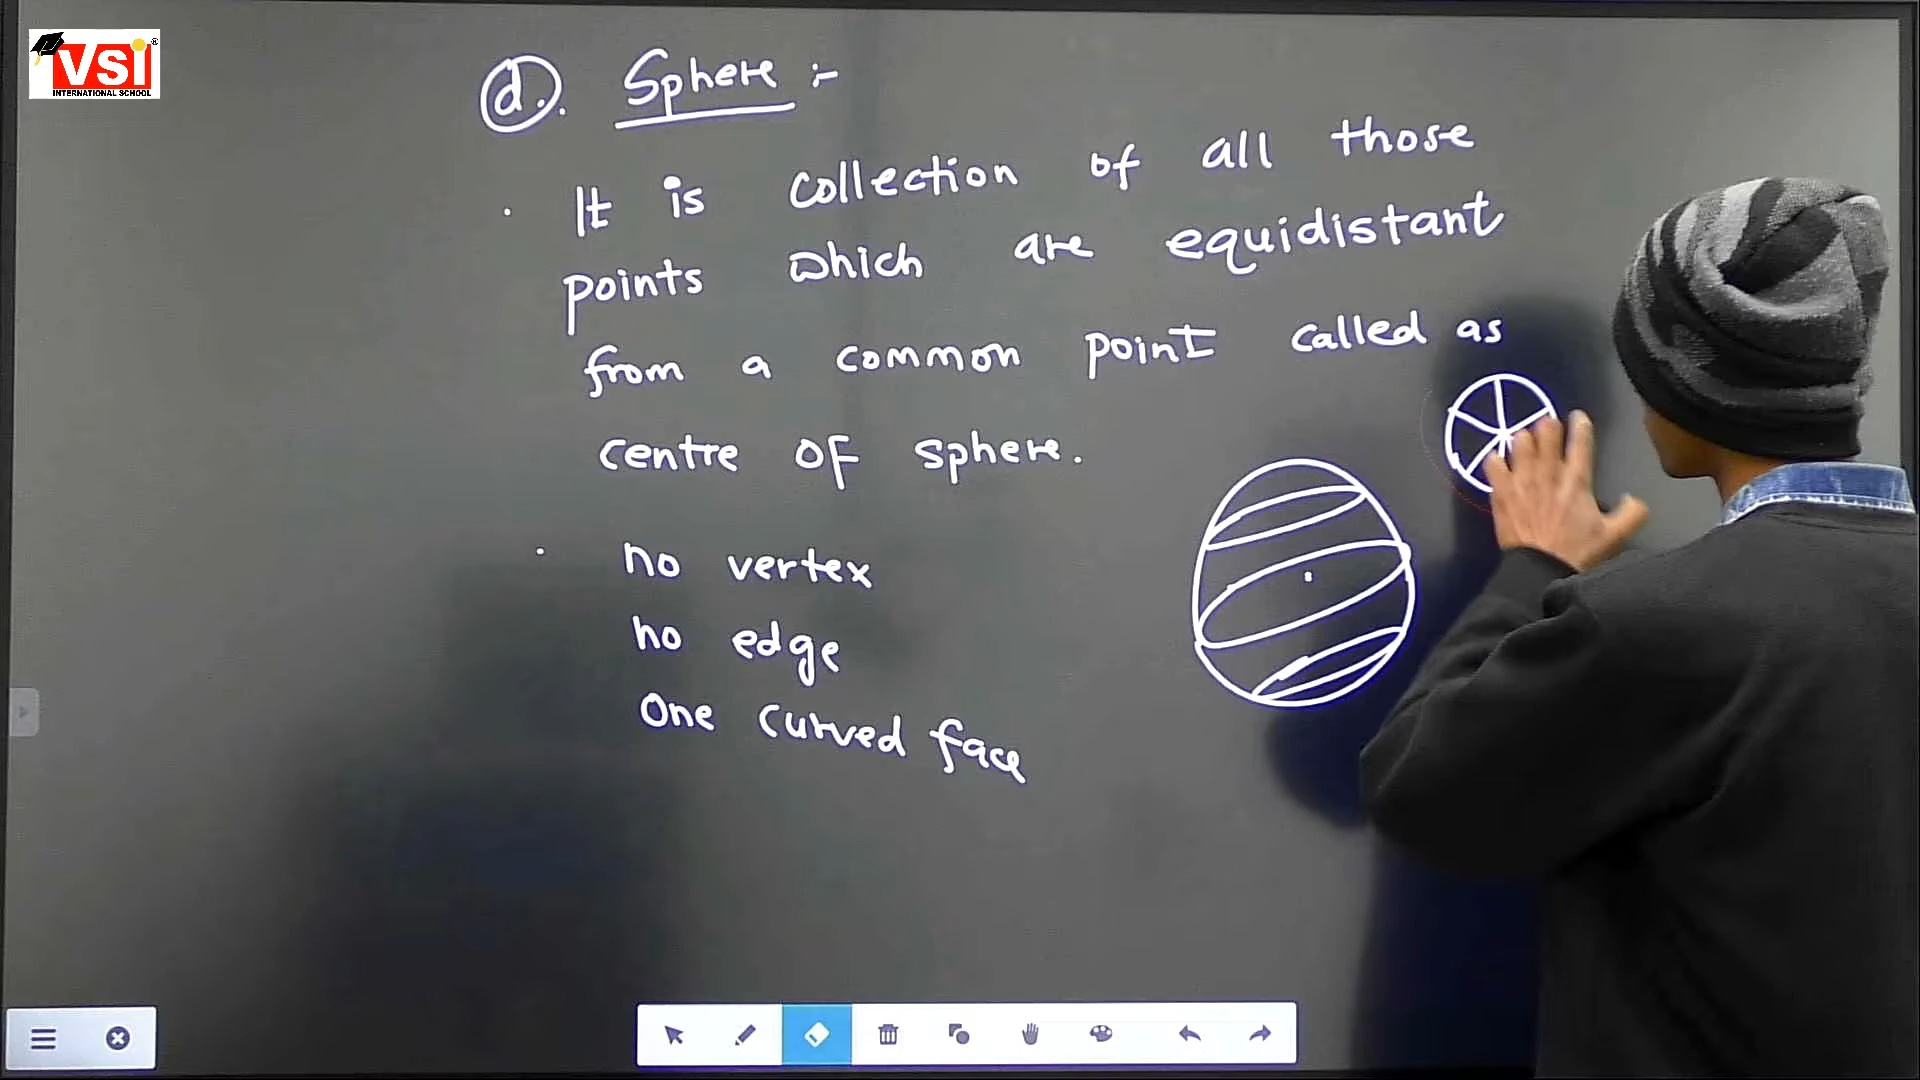 VSI
INTERNATIONAL SCHOOL
(d). Sphere :-
· It is collection of all those
points which are equidistant
from a common point called as
centre of sphere.
· no vertex
no edge
One curved face